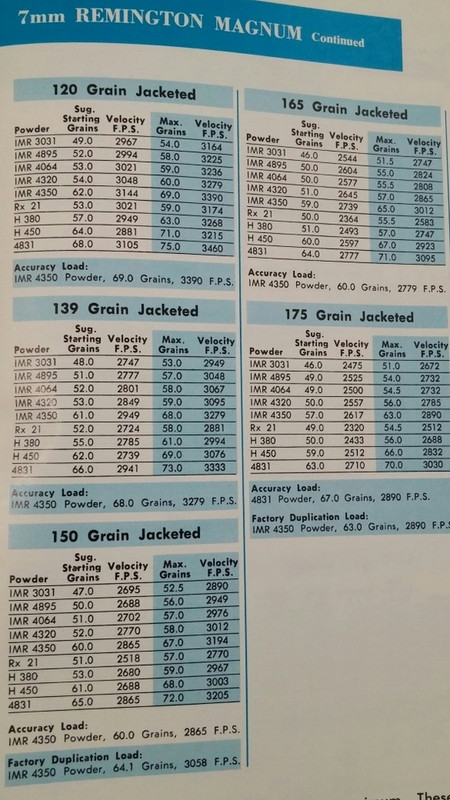 7mm REMINGTON MAGNUM Continued
120 Grain Jacketed
Sug.
Starting Velocity Max. Velocity
Powder Grains F.P.S. Grains F.P.S.
IMR 3031 49.0 2967 54.0 3164
IMR 4895 52.0 2994 58.0 3225
IMR 4064 53.0 3021 59.0 3236
IMR 4320 54.0 3048 60.0 3279
IMR 4350 62.0 3144 69.0 3390
Rx 21 53.0 3021 59.0 3174
H 380 57.0 2949 63.0 3268
H 450 64.0 2881 71.0 3215
4831 68.0 3105 75.0 3460
Accuracy Load:
IMR 4350 Powder, 69.0 Grains, 3390 F.P.S.
139 Grain Jacketed
Sug.
Starting Velocity Max. Velocity
Powder Grains F.P.S. Grains F.P.S.
IMR 3031 48.0 2747 53.0 2949
IMR 4895 51.0 2777 57.0 3048
IMR 4064 52.0 2801 58.0 3067
IMR 4320 53.0 2849 59.0 3095
IMR 4350 61.0 2949 68.0 3279
Rx 21 52.0 2724 58.0 2881
H 380 55.0 2785 61.0 2994
H 450 62.0 2739 69.0 3076
4831 66.0 2941 73.0 3333
Accuracy Load:
IMR 4350 Powder, 68.0 Grains, 3279 F.P.S.
150 Grain Jacketed
Sug.
Starting Velocity Max. Velocity
Powder Grains F.P.S. Grains F.P.S.
IMR 3031 47.0 2695 52.5 2890
IMR 4895 50.0 2688 56.0 2949
IMR 4064 51.0 2702 57.0 2976
IMR 4320 52.0 2770 58.0 3012
IMR 4350 60.0 2865 67.0 3194
Rx 21 51.0 2518 57.0 2770
H 380 53.0 2680 59.0 2967
H 450 61.0 2688 68.0 3003
4831 65.0 2865 72.0 3205
Accuracy Load:
IMR 4350 Powder, 60.0 Grains, 2865 F.P.S.
Factory Duplication Load:
IMR 4350 Powder, 64.1 Grains, 3058 F.P.S.
165 Grain Jacketed
Sug.
Starting Velocity Max. Velocity
Powder Grains F.P.S. Grains F.P.S.
IMR 3031 46.0 2544 51.5 2747
IMR 4895 50.0 2604 55.0 2824
IMR 4064 50.0 2577 55.5 2808
IMR 4320 51.0 2645 57.0 2865
IMR 4350 59.0 2739 65.0 3012
Rx 21 50.0 2364 55.5 2583
H 380 51.0 2493 57.0 2747
H 450 60.0 2597 67.0 2923
4831 64.0 2777 71.0 3095
Accuracy Load:
IMR 4350 Powder, 60.0 Grains, 2779 F.P.S.
175 Grain Jacketed
Sug.
Starting Velocity Max. Velocity
Powder Grains F.P.S. Grains F.P.S.
IMR 3031 46.0 2475 51.0 2672
IMR 4895 49.0 2525 54.0 2732
IMR 4064 49.0 2500 54.5 2732
IMR 4320 50.0 2557 56.0 2785
IMR 4350 57.0 2617 63.0 2890
Rx 21 49.0 2320 54.5 2512
H 380 50.0 2433 56.0 2688
H 450 59.0 2512 66.0 2832
4831 63.0 2710 70.0 3030
Accuracy Load:
4831 Powder, 67.0 Grains, 2890 F.P.S.
Factory Duplication Load:
IMR 4350 Powder, 63.0 Grains, 2890 F.P.S.
These